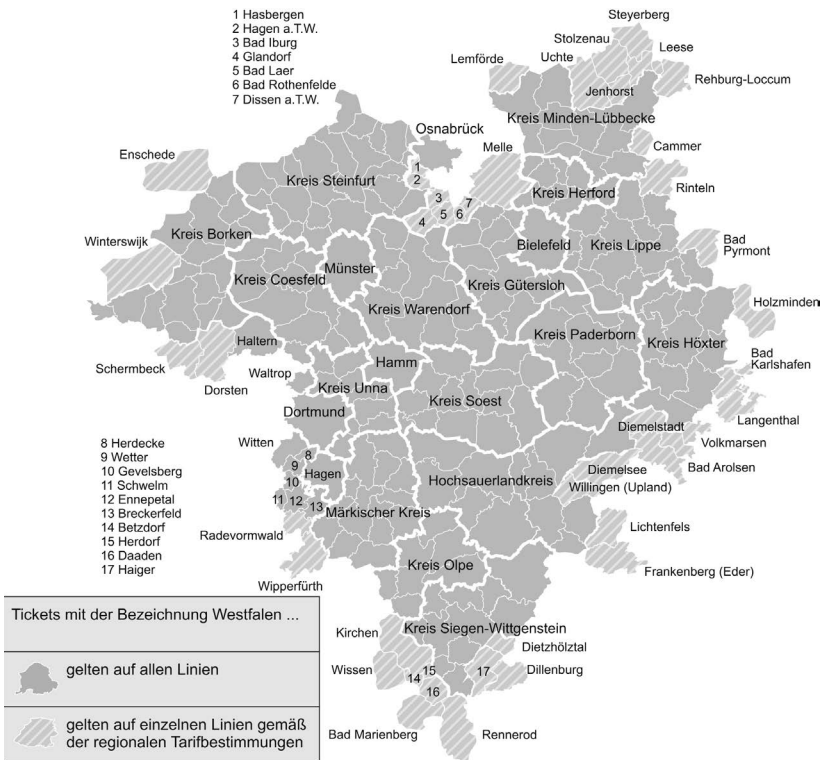 1 Hasbergen
2 Hagen a.T.W.
3 Bad Iburg
4 Glandorf
5 Bad Laer
6 Bad Rothenfelde
7 Dissen a.T.W.
Steyerberg
Stolzenau
Leese
Uchte
Lemförde
Rehburg-Loccum
Jenhorst
Kreis Minden-Lübbecke
Osnabrück
Cammer
Melle
Enschede
1
2
Kreis Steinfurt
Rinteln
Kreis Herford
3
7
4
5
6
Kreis Borken
Bielefeld
Kreis Lippe
Winterswijk
Bad
Pyrmont
Münster
Kreis Coesfeld
Kreis Gütersloh
Holzminden
Kreis Warendorf
Kreis Paderborn
Haltern
Kreis Höxter
Bad
Karlshafen
Schermbeck
Hamm
Waltrop
Dorsten
Kreis Unna
Kreis Soest
Dortmund
Langenthal
Diemelstadt
Witten
Volkmarsen
8 Herdecke
9 Wetter
10 Gevelsberg
11 Schwelm
12 Ennepetal
13 Breckerfeld
14 Betzdorf
15 Herdorf
16 Daaden
17 Haiger
8
9
Hagen
10
Diemelsee
Bad Arolsen
Hochsauerlandkreis
Willingen (Upland)
11
12
13
Märkischer Kreis
Lichtenfels
Radevormwald
Kreis Olpe
Frankenberg (Eder)
Wipperfürth
Tickets mit der Bezeichnung Westfalen ...
gelten auf allen Linien
gelten auf einzelnen Linien gemäß
der regionalen Tarifbestimmungen
Kreis Siegen-Wittgenstein
Kirchen
Dietzhölztal
Wissen
15
17
Dillenburg
14
16
Bad Marienberg
Rennerod